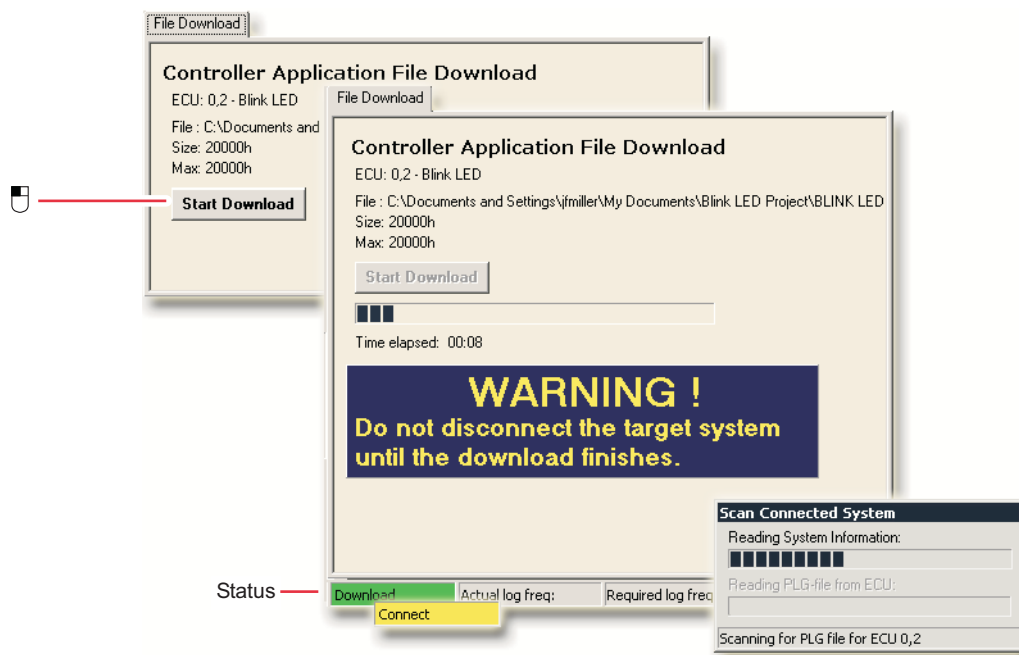 File Download
Controller Application File Download
ECU: 0,2 - Blink LED
File : C:\Documents and
Size: 20000h
Max: 20000h
Start Download
File Download
Controller Application File Download
ECU: 0,2 - Blink LED
File : C:\Documents and Settings\jfmiller\My Documents\Blink LED Project\BLINK LED
Size: 20000h
Max: 20000h
Start Download
Time elapsed: 00:08
WARNING !
Do not disconnect the target system
until the download finishes.
Status
Download
Actual log freq:
Required log freq
Connect
Scan Connected System
Reading System Information:
Reading PLG-file from ECU:
Scanning for PLG file for ECU 0,2